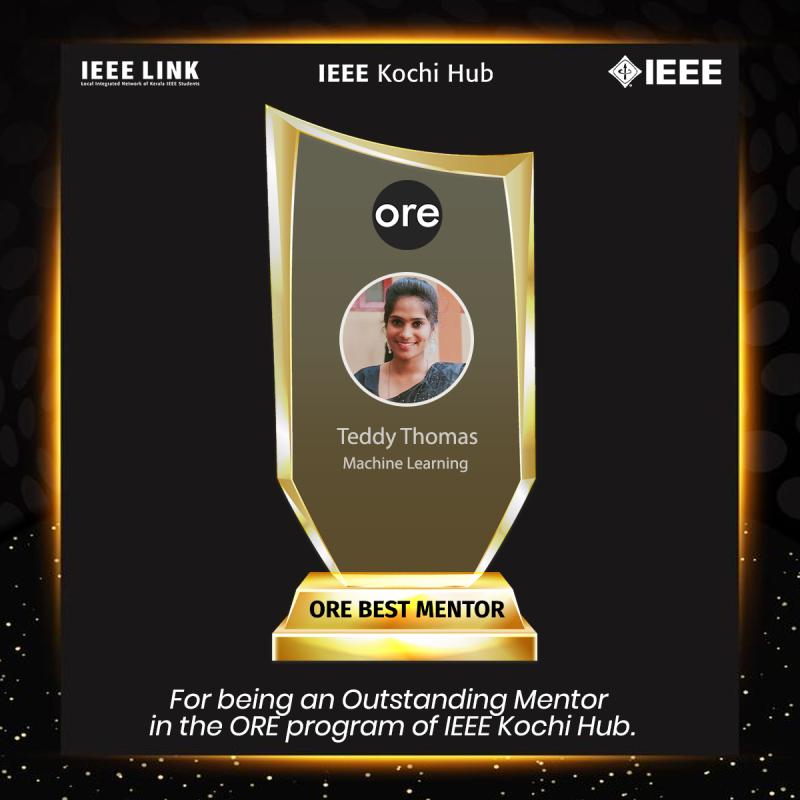 IEEE LINK
Local Integrated Network of Kerala IEEE Students
IEEE Kochi Hub
IEEE
ore
Teddy Thomas
Machine Learning
ORE BEST MENTOR
For being an Outstanding Mentor
in the ORE program of IEEE Kochi Hub.